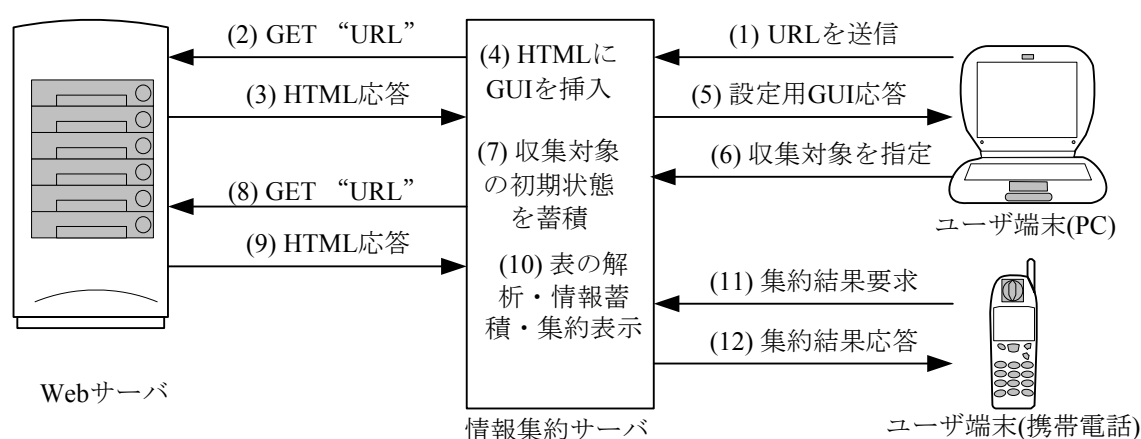 (1) URLを送信
(2) GET “URL”
(3) HTML応答
(4) HTMLに
GUIを挿入
(5) 設定用GUI応答
(6) 収集対象を指定
(7) 収集対象
の初期状態
を蓄積
(8) GET “URL”
(9) HTML応答
(10) 表の解
析・情報蓄
積・集約表示
(11) 集約結果要求
(12) 集約結果応答
Webサーバ
情報集約サーバ
ユーザ端末(PC)
ユーザ端末(携帯電話)